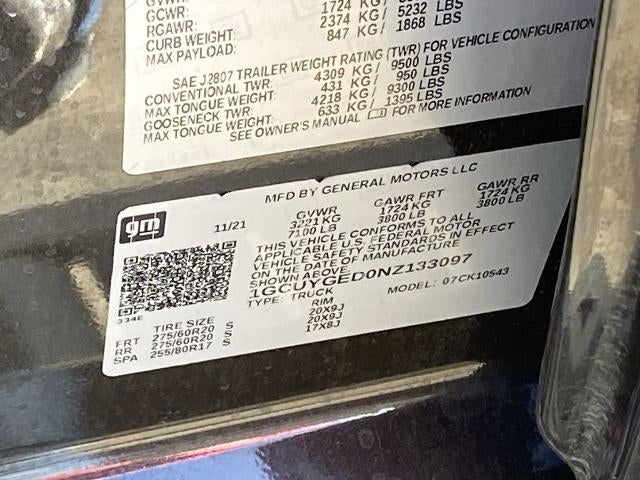 GVWR:
GCWR: 1724 KG/
RGAWR: 2374 KG/ 5232 LBS
CURB WEIGHT: 847 KG/ 1868 LBS
MAX PAYLOAD:
SAE J2807 TRAILER WEIGHT RATING (TWR) FOR VEHICLE CONFIGURATION
CONVENTIONAL TWR: 4309 KG/ 9500 LBS
MAX TONGUE WEIGHT: 431 KG/ 950 LBS
GOOSENECK TWR: 4218 KG/ 9300 LBS
MAX TONGUE WEIGHT: 633 KG/ 1395 LBS
SEE OWNER'S MANUAL FOR MORE INFORMATION
MFD BY GENERAL MOTORS LLC
gm
11/21
GVWR GAWR FRT GAWR RR
3221 KG 1724 KG 1724 KG
7100 LB 3800 LB 3800 LB
THIS VEHICLE CONFORMS TO ALL
APPLICABLE U.S. FEDERAL MOTOR
VEHICLE SAFETY STANDARDS IN EFFECT
ON THE DATE OF MANUFACTURE
SHOWN ABOVE.
1GCUYGED0NZ133097
TYPE: TRUCK MODEL: 07CK10543
334E
TIRE SIZE RIM
FRT 275/60R20 S 20X9J
RR 275/60R20 S 20X9J
SPA 255/80R17 S 17X8J